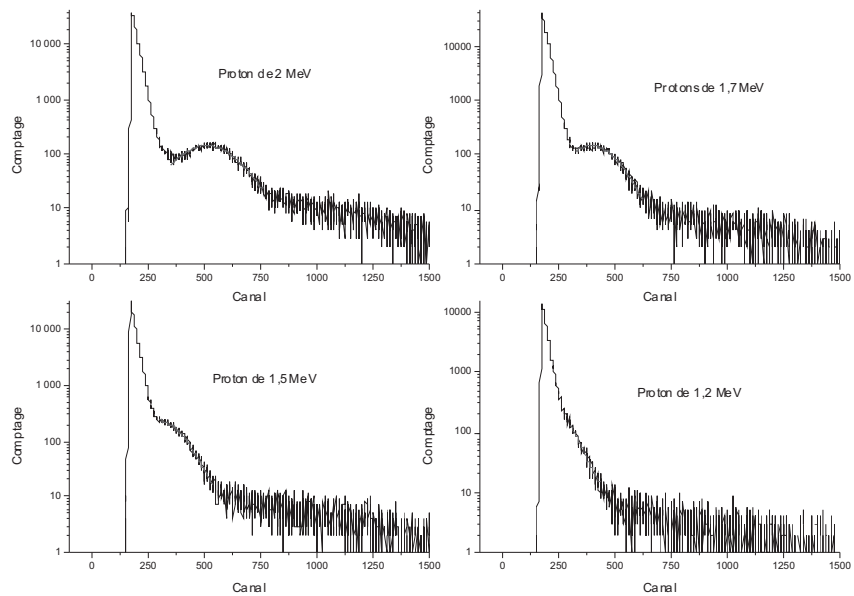 10 000
1 000
100
10
1
Comptage
Proton de 2 MeV
0 250 500 750 1000 1250 1500
Canal
10000
1000
100
10
1
Comptage
Protons de 1,7 MeV
0 250 500 750 1000 1250 1500
Canal
10 000
1 000
100
10
1
Comptage
Proton de 1,5 MeV
0 250 500 750 1000 1250 1500
Canal
10000
1000
100
10
1
Comptage
Proton de 1,2 MeV
0 250 500 750 1000 1250 1500
Canal